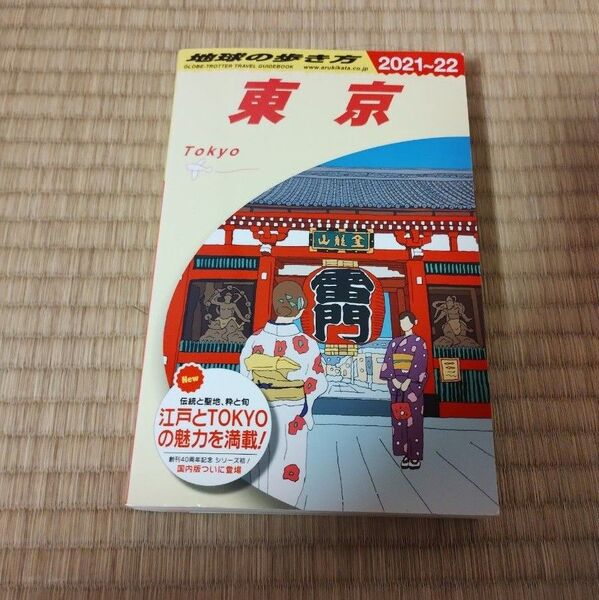 地球の歩き方
GLOBE-TROTTER TRAVEL GUIDEBOOK
www.arukikata.co.jp
2021~22
東京
Tokyo
金龍山
雷門
New
伝統と聖地、粋と旬
江戸とTOKYO
の魅力を満載!
創刊40周年記念 シリーズ初!
国内版ついに登場